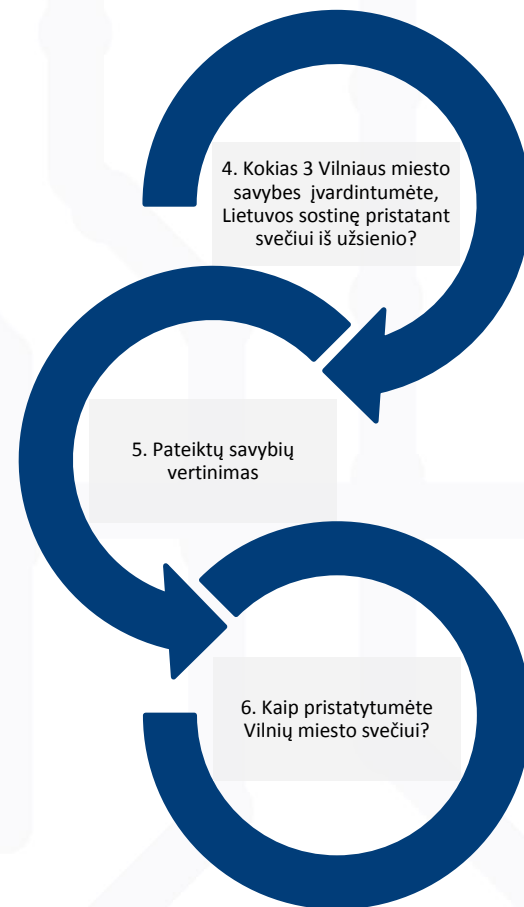 4. Kokias 3 Vilniaus miesto
savybes įvardintumėte,
Lietuvos sostinę pristatant
svečiui iš užsienio?
5. Pateiktų savybių
vertinimas
6. Kaip pristatytumėte
Vilnių miesto svečiui?